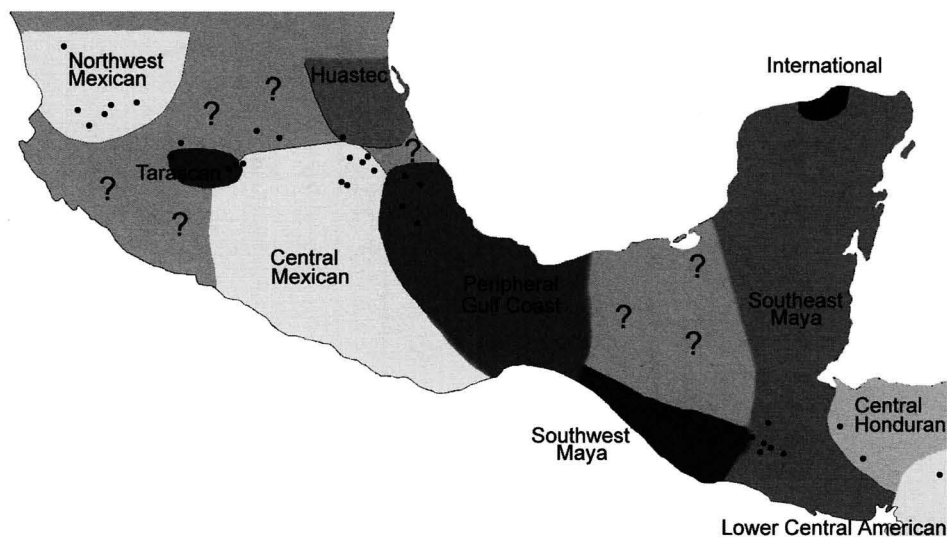 Northwest
Mexican
Huastec
International
?
?
?
Tarascan
?
?
Central
Mexican
Peripheral
Gulf Coast
?
?
?
Southeast
Maya
Southwest
Maya
Central
Honduran
Lower Central American